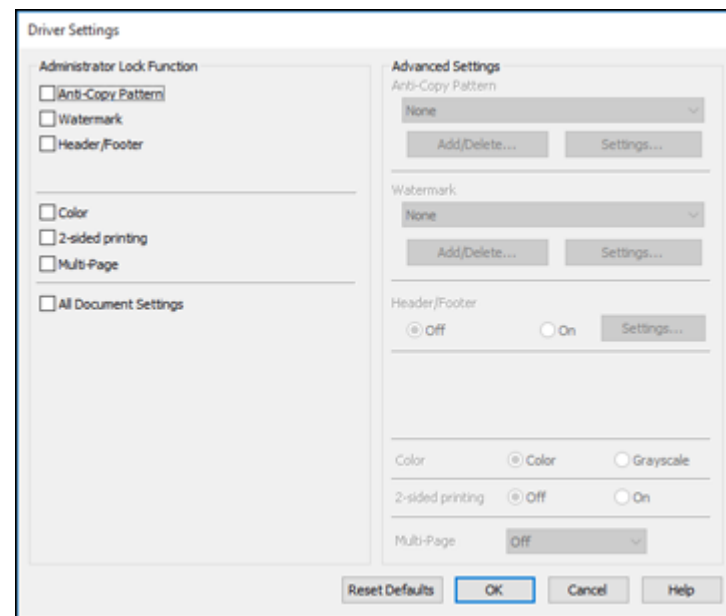 Driver Settings
Administrator Lock Function
Anti-Copy Pattern
Watermark
Header/Footer
Color
2-sided printing
Multi-Page
All Document Settings
Advanced Settings
Anti-Copy Pattern
None
Add/Delete... Settings...
Watermark
None
Add/Delete... Settings...
Header/Footer
Off On Settings...
Color Color Grayscale
2-sided printing Off On
Multi-Page Off
Reset Defaults OK Cancel Help